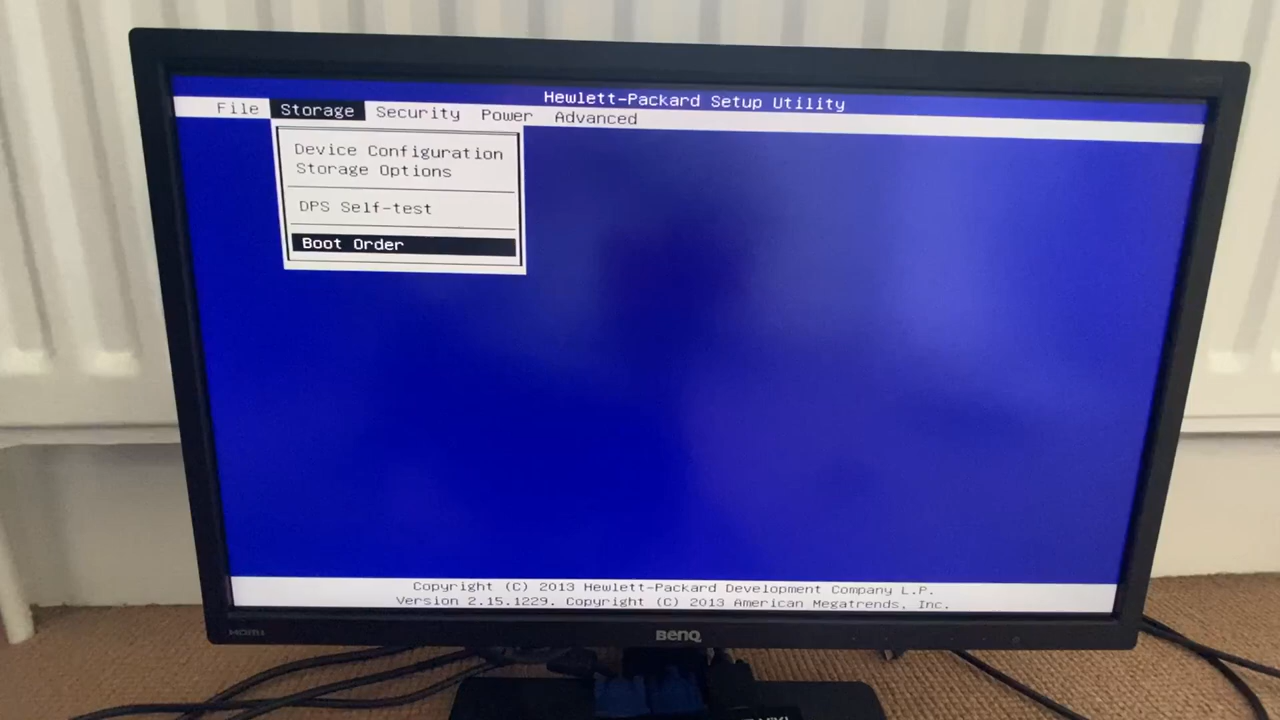 Hewlett-Packard Setup Utility
File Storage Security Power Advanced
Device Configuration
Storage Options
DPS Self-test
Boot Order
Copyright (C) 2013 Hewlett-Packard Development Company L.P.
Version 2.15.1229. Copyright (C) 2013 American Megatrends, Inc.
HDMI
BenQ